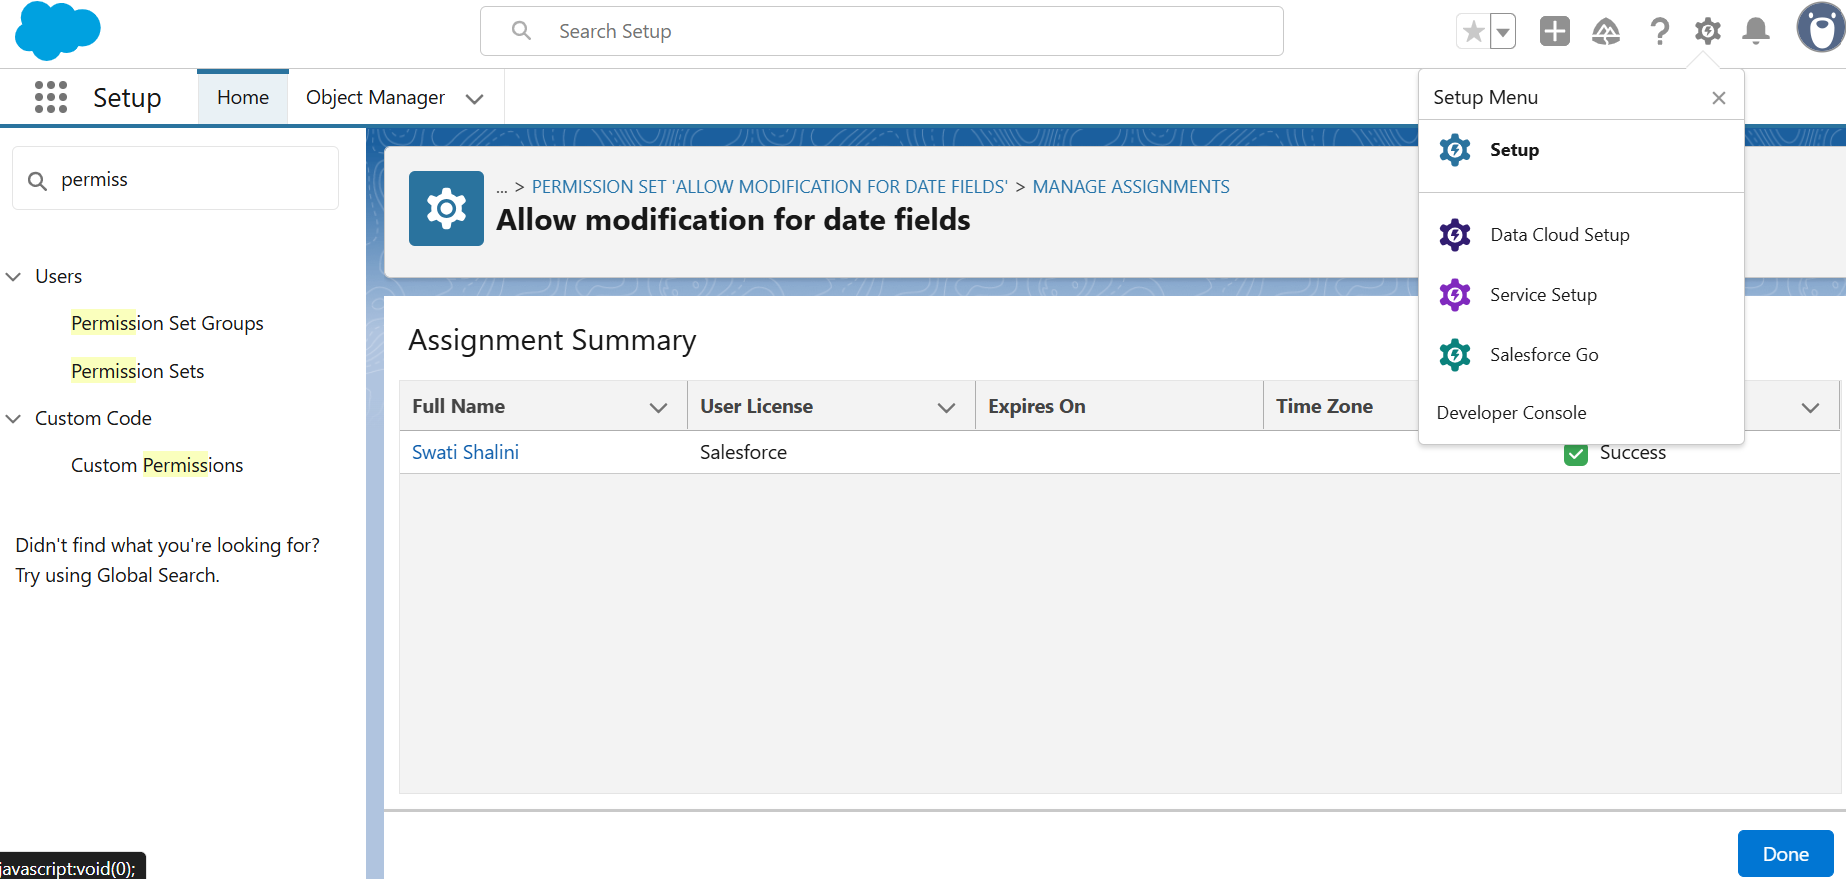 Search Setup
Setup
Home
Object Manager
Setup Menu
Setup
Data Cloud Setup
Service Setup
Salesforce Go
Developer Console
permiss
Users
Permission Set Groups
Permission Sets
Custom Code
Custom Permissions
Didn't find what you're looking for?
Try using Global Search.
... > PERMISSION SET 'ALLOW MODIFICATION FOR DATE FIELDS' > MANAGE ASSIGNMENTS
Allow modification for date fields
Assignment Summary
Full Name User License Expires On Time Zone
Swati Shalini Salesforce Success
Done
javascript:void(0);